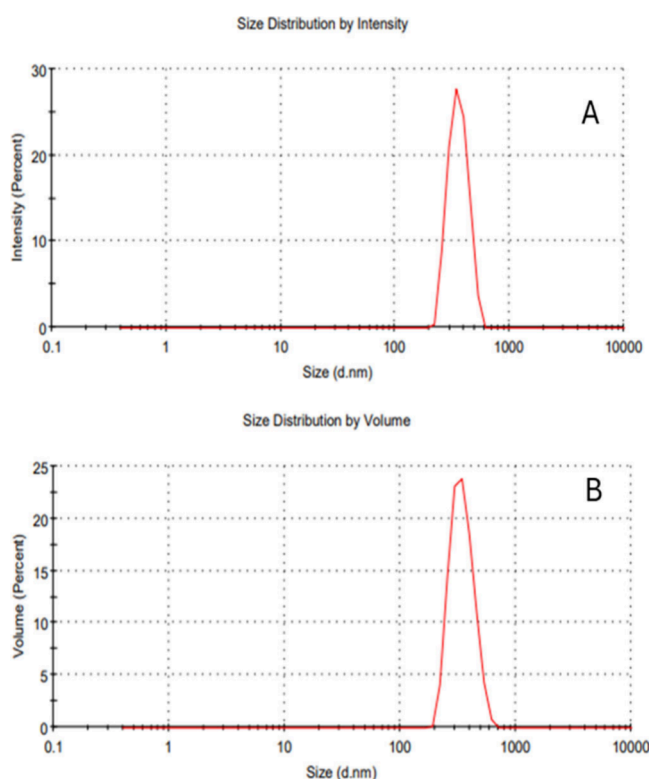 Size Distribution by Intensity
30
20
10
0
Intensity (Percent)
A
0.1 1 10 100 1000 10000
Size (d.nm)
Size Distribution by Volume
25
20
15
10
5
0
Volume (Percent)
B
0.1 1 10 100 1000 10000
Size (d.nm)